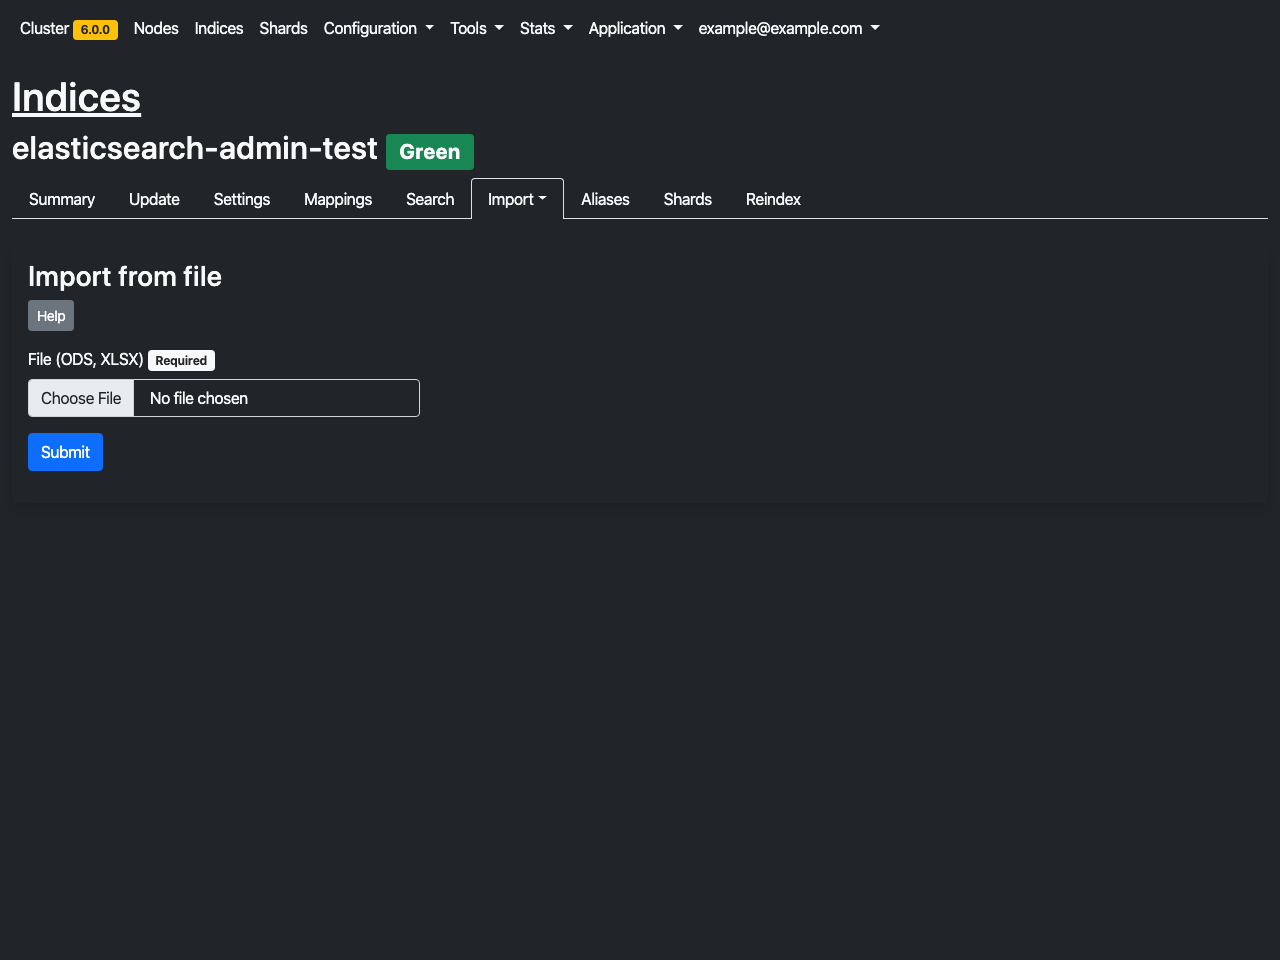 Cluster 6.0.0 Nodes Indices Shards Configuration Tools Stats Application example@example.com
Indices
elasticsearch-admin-test Green
Summary Update Settings Mappings Search Import Aliases Shards Reindex
Import from file
Help
File (ODS, XLSX) Required
Choose File No file chosen
Submit